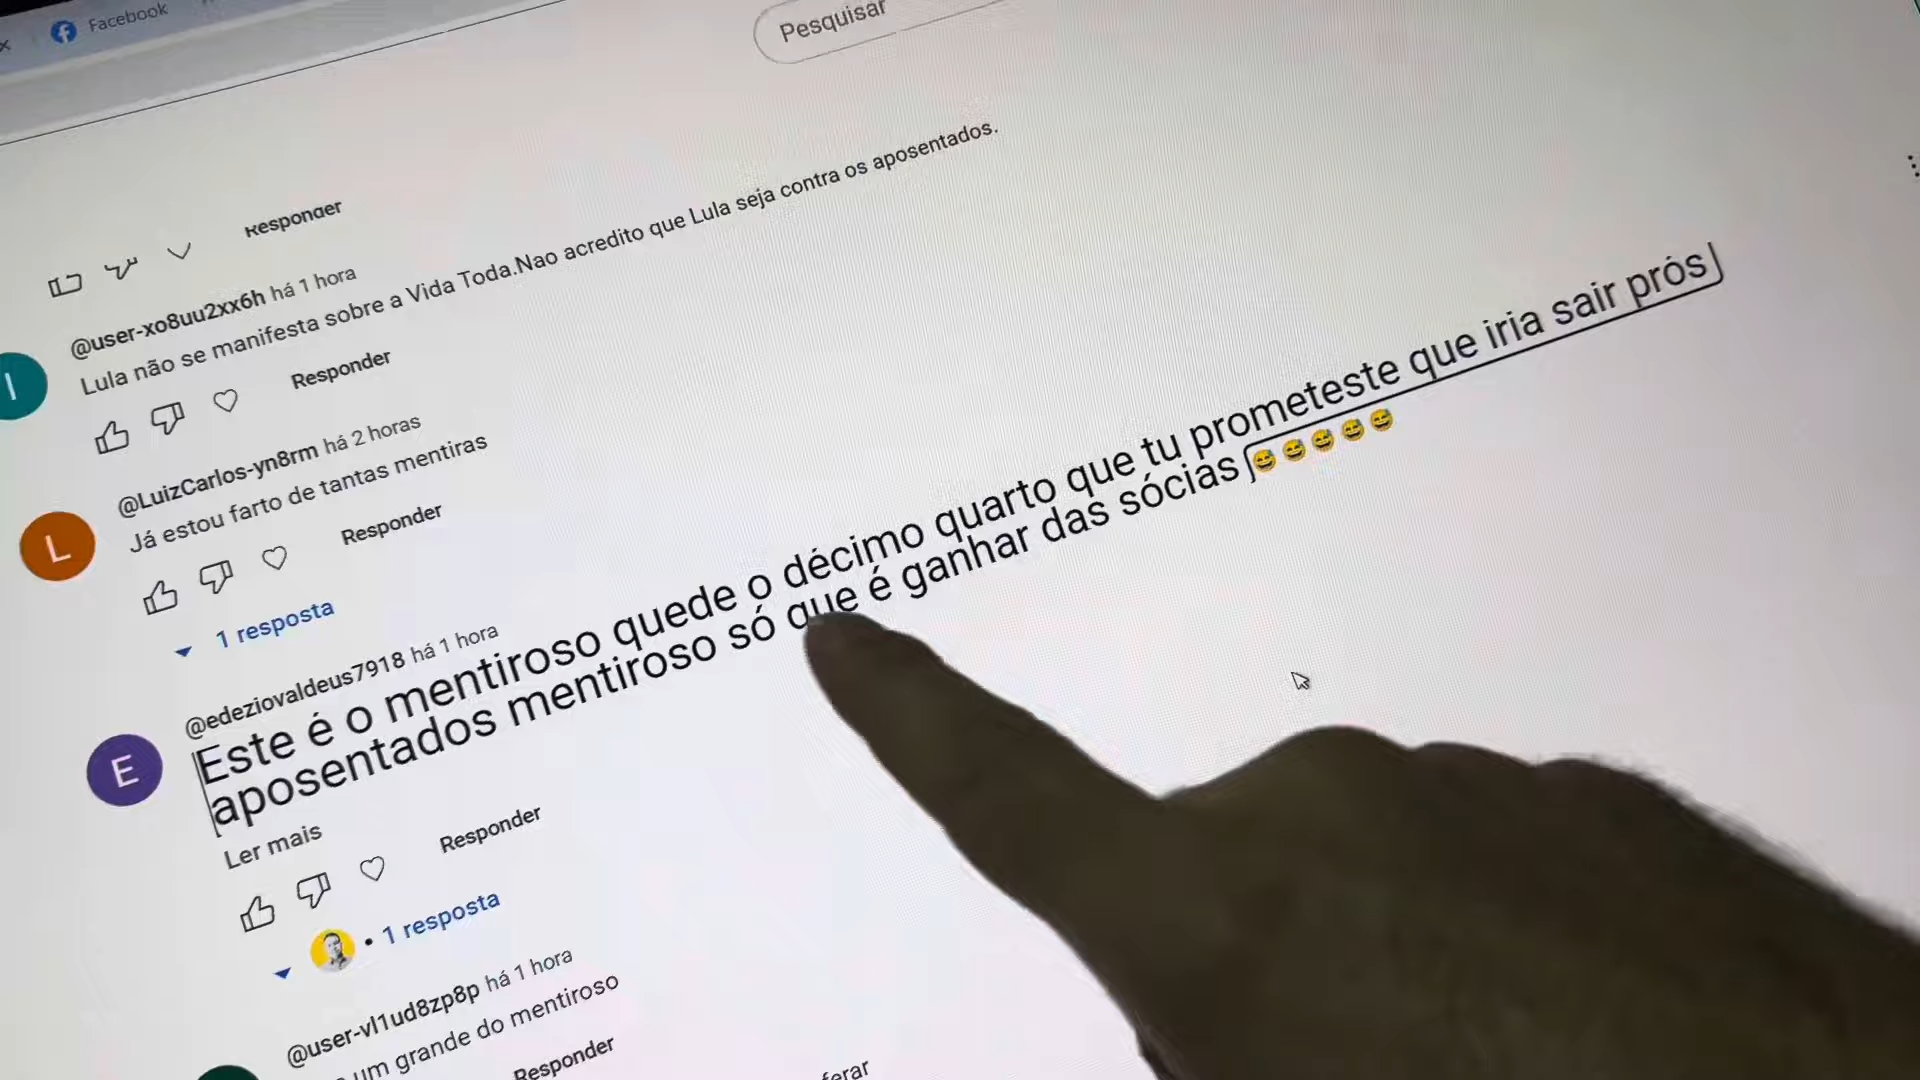 Facebook
Pesquisar
Responder
@user-xo8uu2xx6h há 1 hora
Lula não se manifesta sobre a Vida Toda.Nao acredito que Lula seja contra os aposentados.
Responder
@LuizCarlos-yn8rm há 2 horas
Já estou farto de tantas mentiras
Responder
1 resposta
@edeziovaldeus7918 há 1 hora
Este é o mentiroso quede o décimo quarto que tu prometeste que iria sair prós
aposentados mentiroso só que é ganhar das sócias 😅😅😅😅😅
Ler mais
Responder
• 1 resposta
@user-vl1ud8zp8p há 1 hora
um grande do mentiroso
Responder
L
E